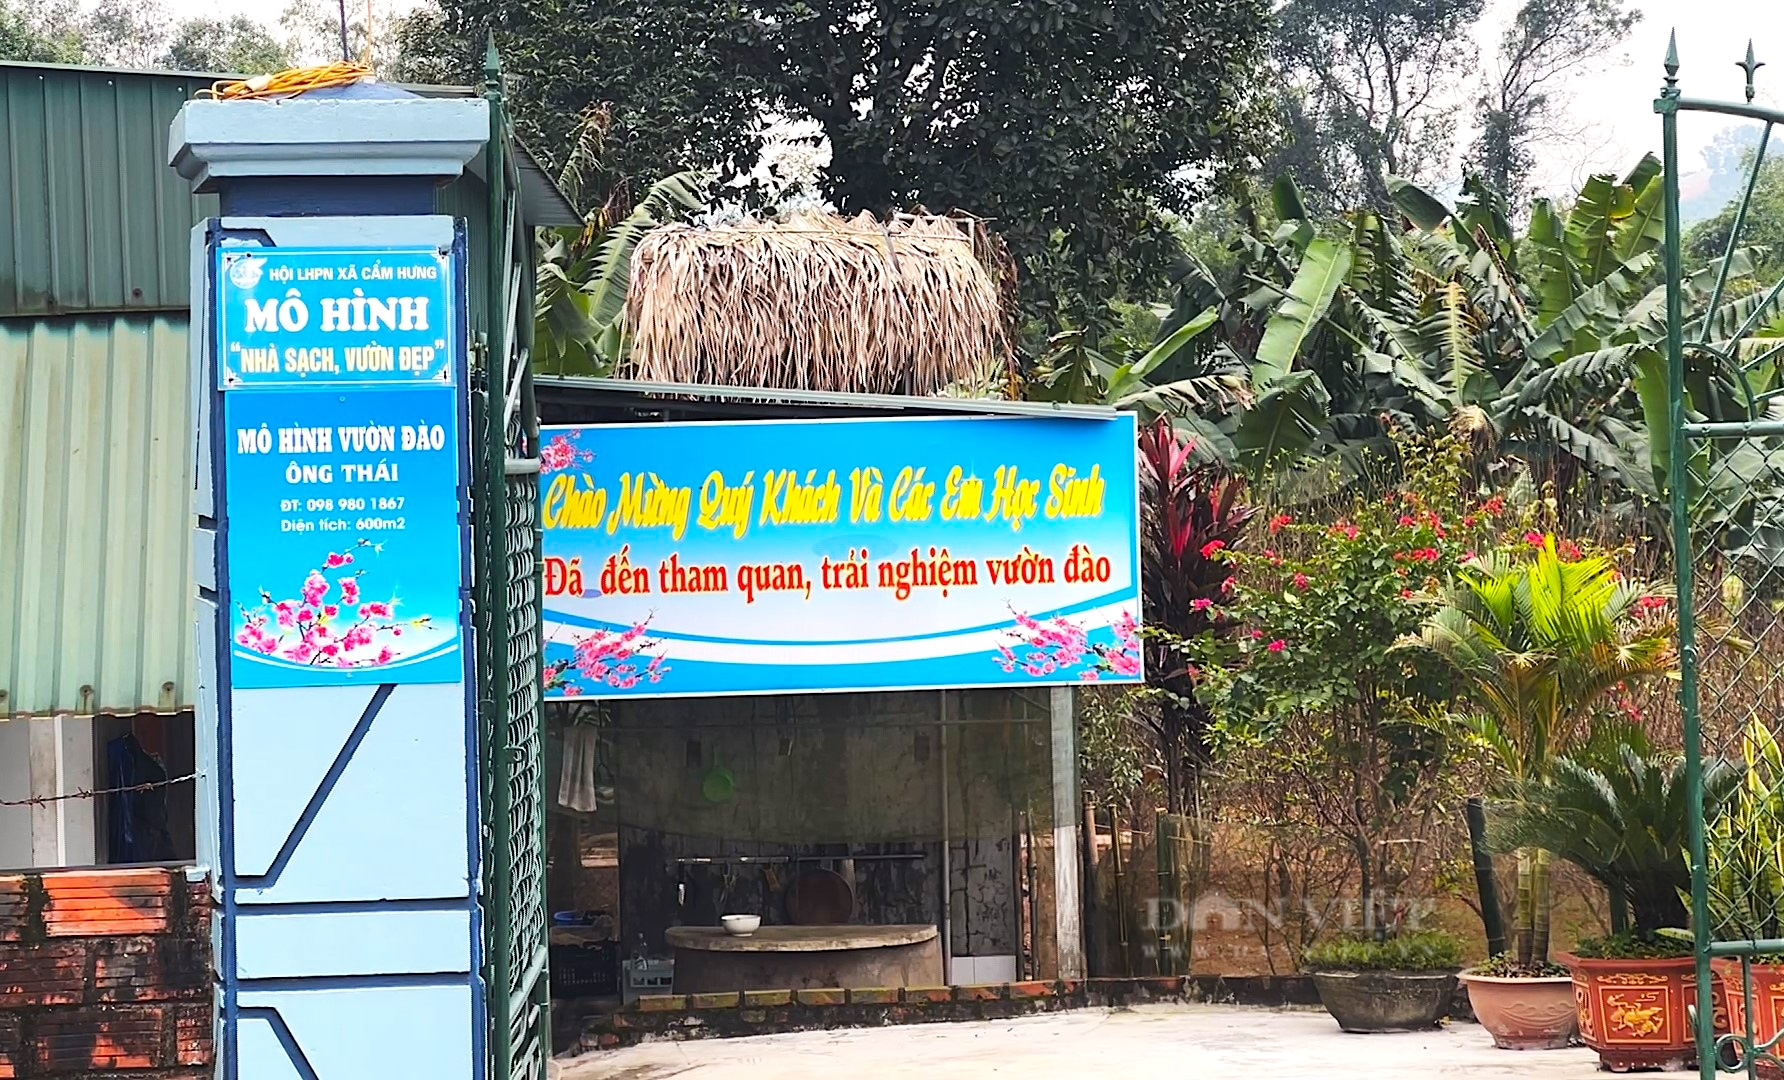 HỘI LHPN XÃ CẨM HƯNG
MÔ HÌNH
“NHÀ SẠCH, VƯỜN ĐẸP”
MÔ HÌNH VƯỜN ĐÀO
ÔNG THÁI
ĐT: 098 980 1867
Diện tích: 600m2
Chào Mừng Quý Khách Và Các Em Học Sinh
Đã đến tham quan, trải nghiệm vườn đào
DAN VIỆT